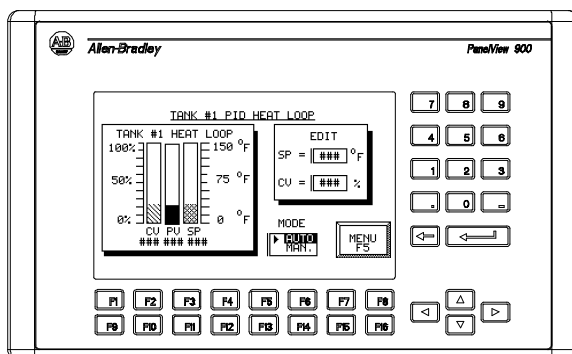 AB
Allen-Bradley
PanelView 900
TANK #1 PID HEAT LOOP
TANK #1 HEAT LOOP
100% 150 °F
50% 75 °F
0% 0 °F
CV PV SP
### ### ###
EDIT
SP = ### °F
CV = ### %
MODE
AUTO
MAN.
MENU
F5
7 8 9
4 5 6
1 2 3
. 0 -
F1 F2 F3 F4 F5 F6 F7 F8
F9 F10 F11 F12 F13 F14 F15 F16